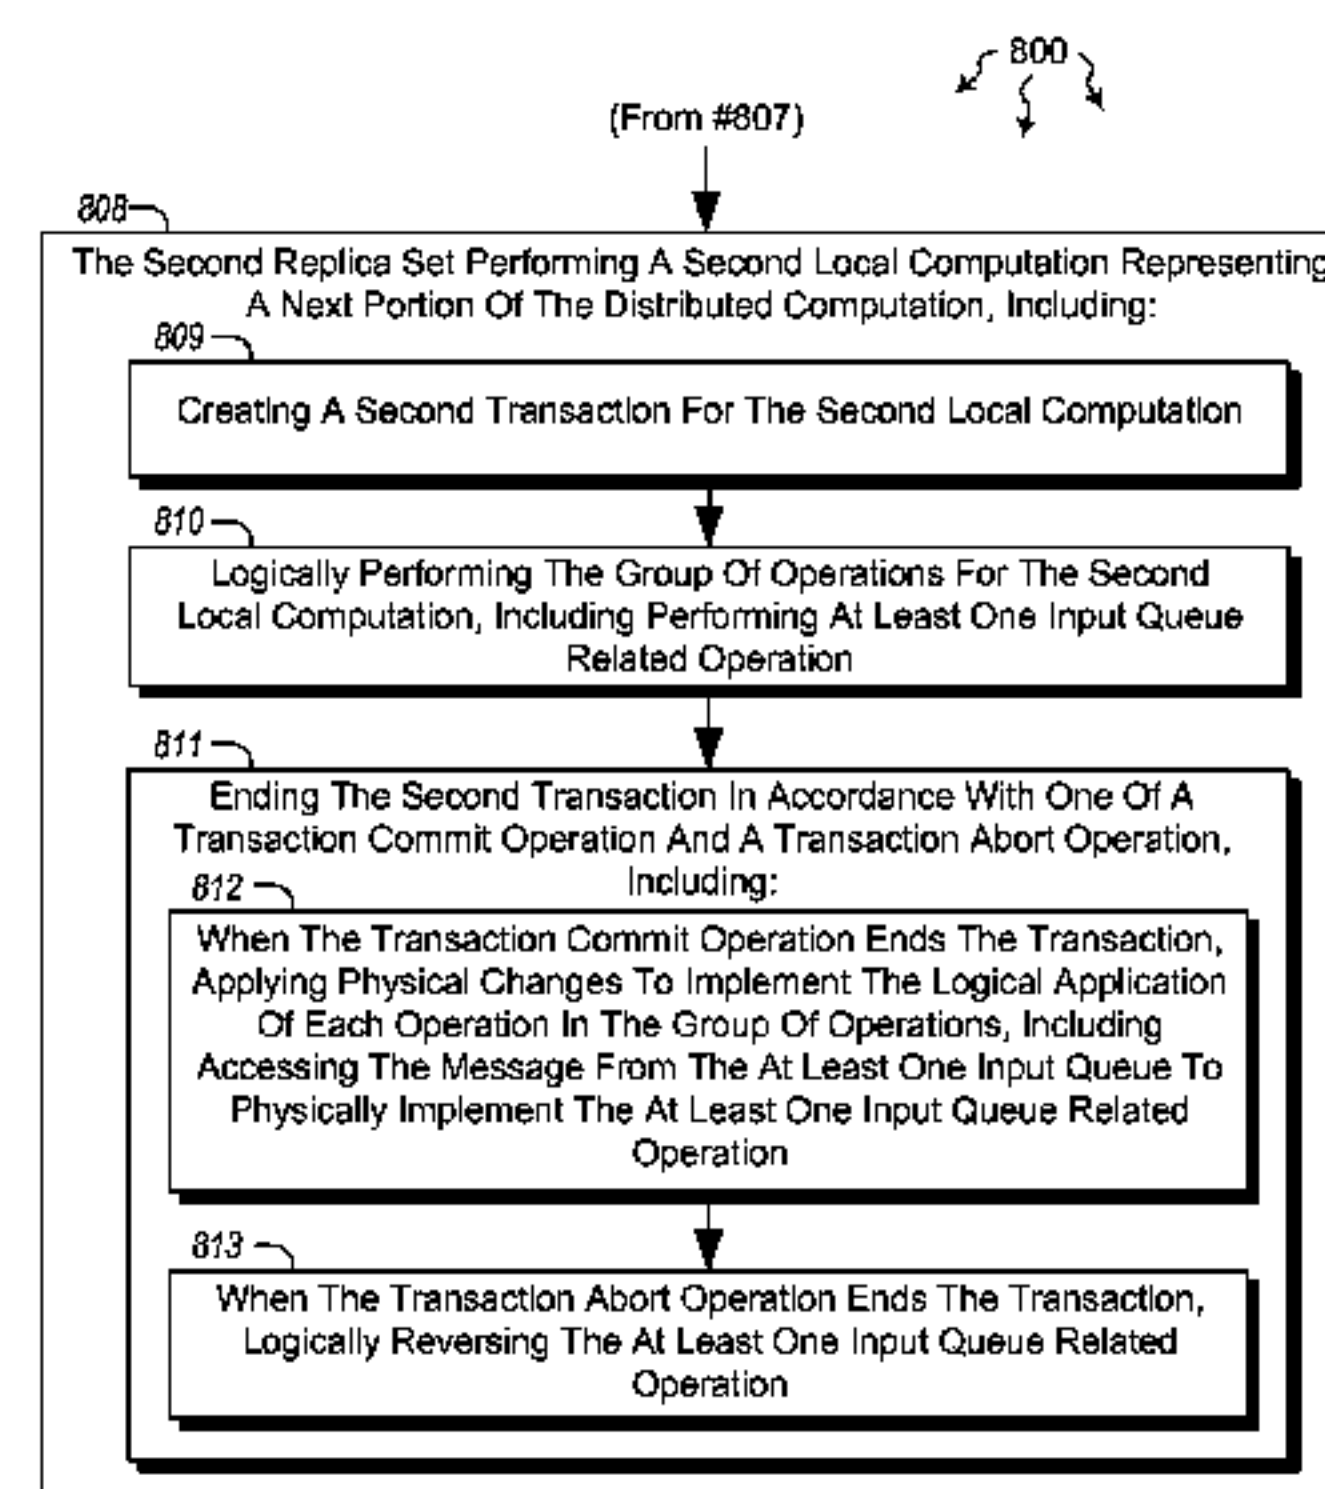 800
(From #807)
808
The Second Replica Set Performing A Second Local Computation Representing
A Next Portion Of The Distributed Computation, Including:
809
Creating A Second Transaction For The Second Local Computation
810
Logically Performing The Group Of Operations For The Second
Local Computation, Including Performing At Least One Input Queue
Related Operation
811
Ending The Second Transaction In Accordance With One Of A
Transaction Commit Operation And A Transaction Abort Operation,
Including:
812
When The Transaction Commit Operation Ends The Transaction,
Applying Physical Changes To Implement The Logical Application
Of Each Operation In The Group Of Operations, Including
Accessing The Message From The At Least One Input Queue To
Physically Implement The At Least One Input Queue Related
Operation
813
When The Transaction Abort Operation Ends The Transaction,
Logically Reversing The At Least One Input Queue Related
Operation